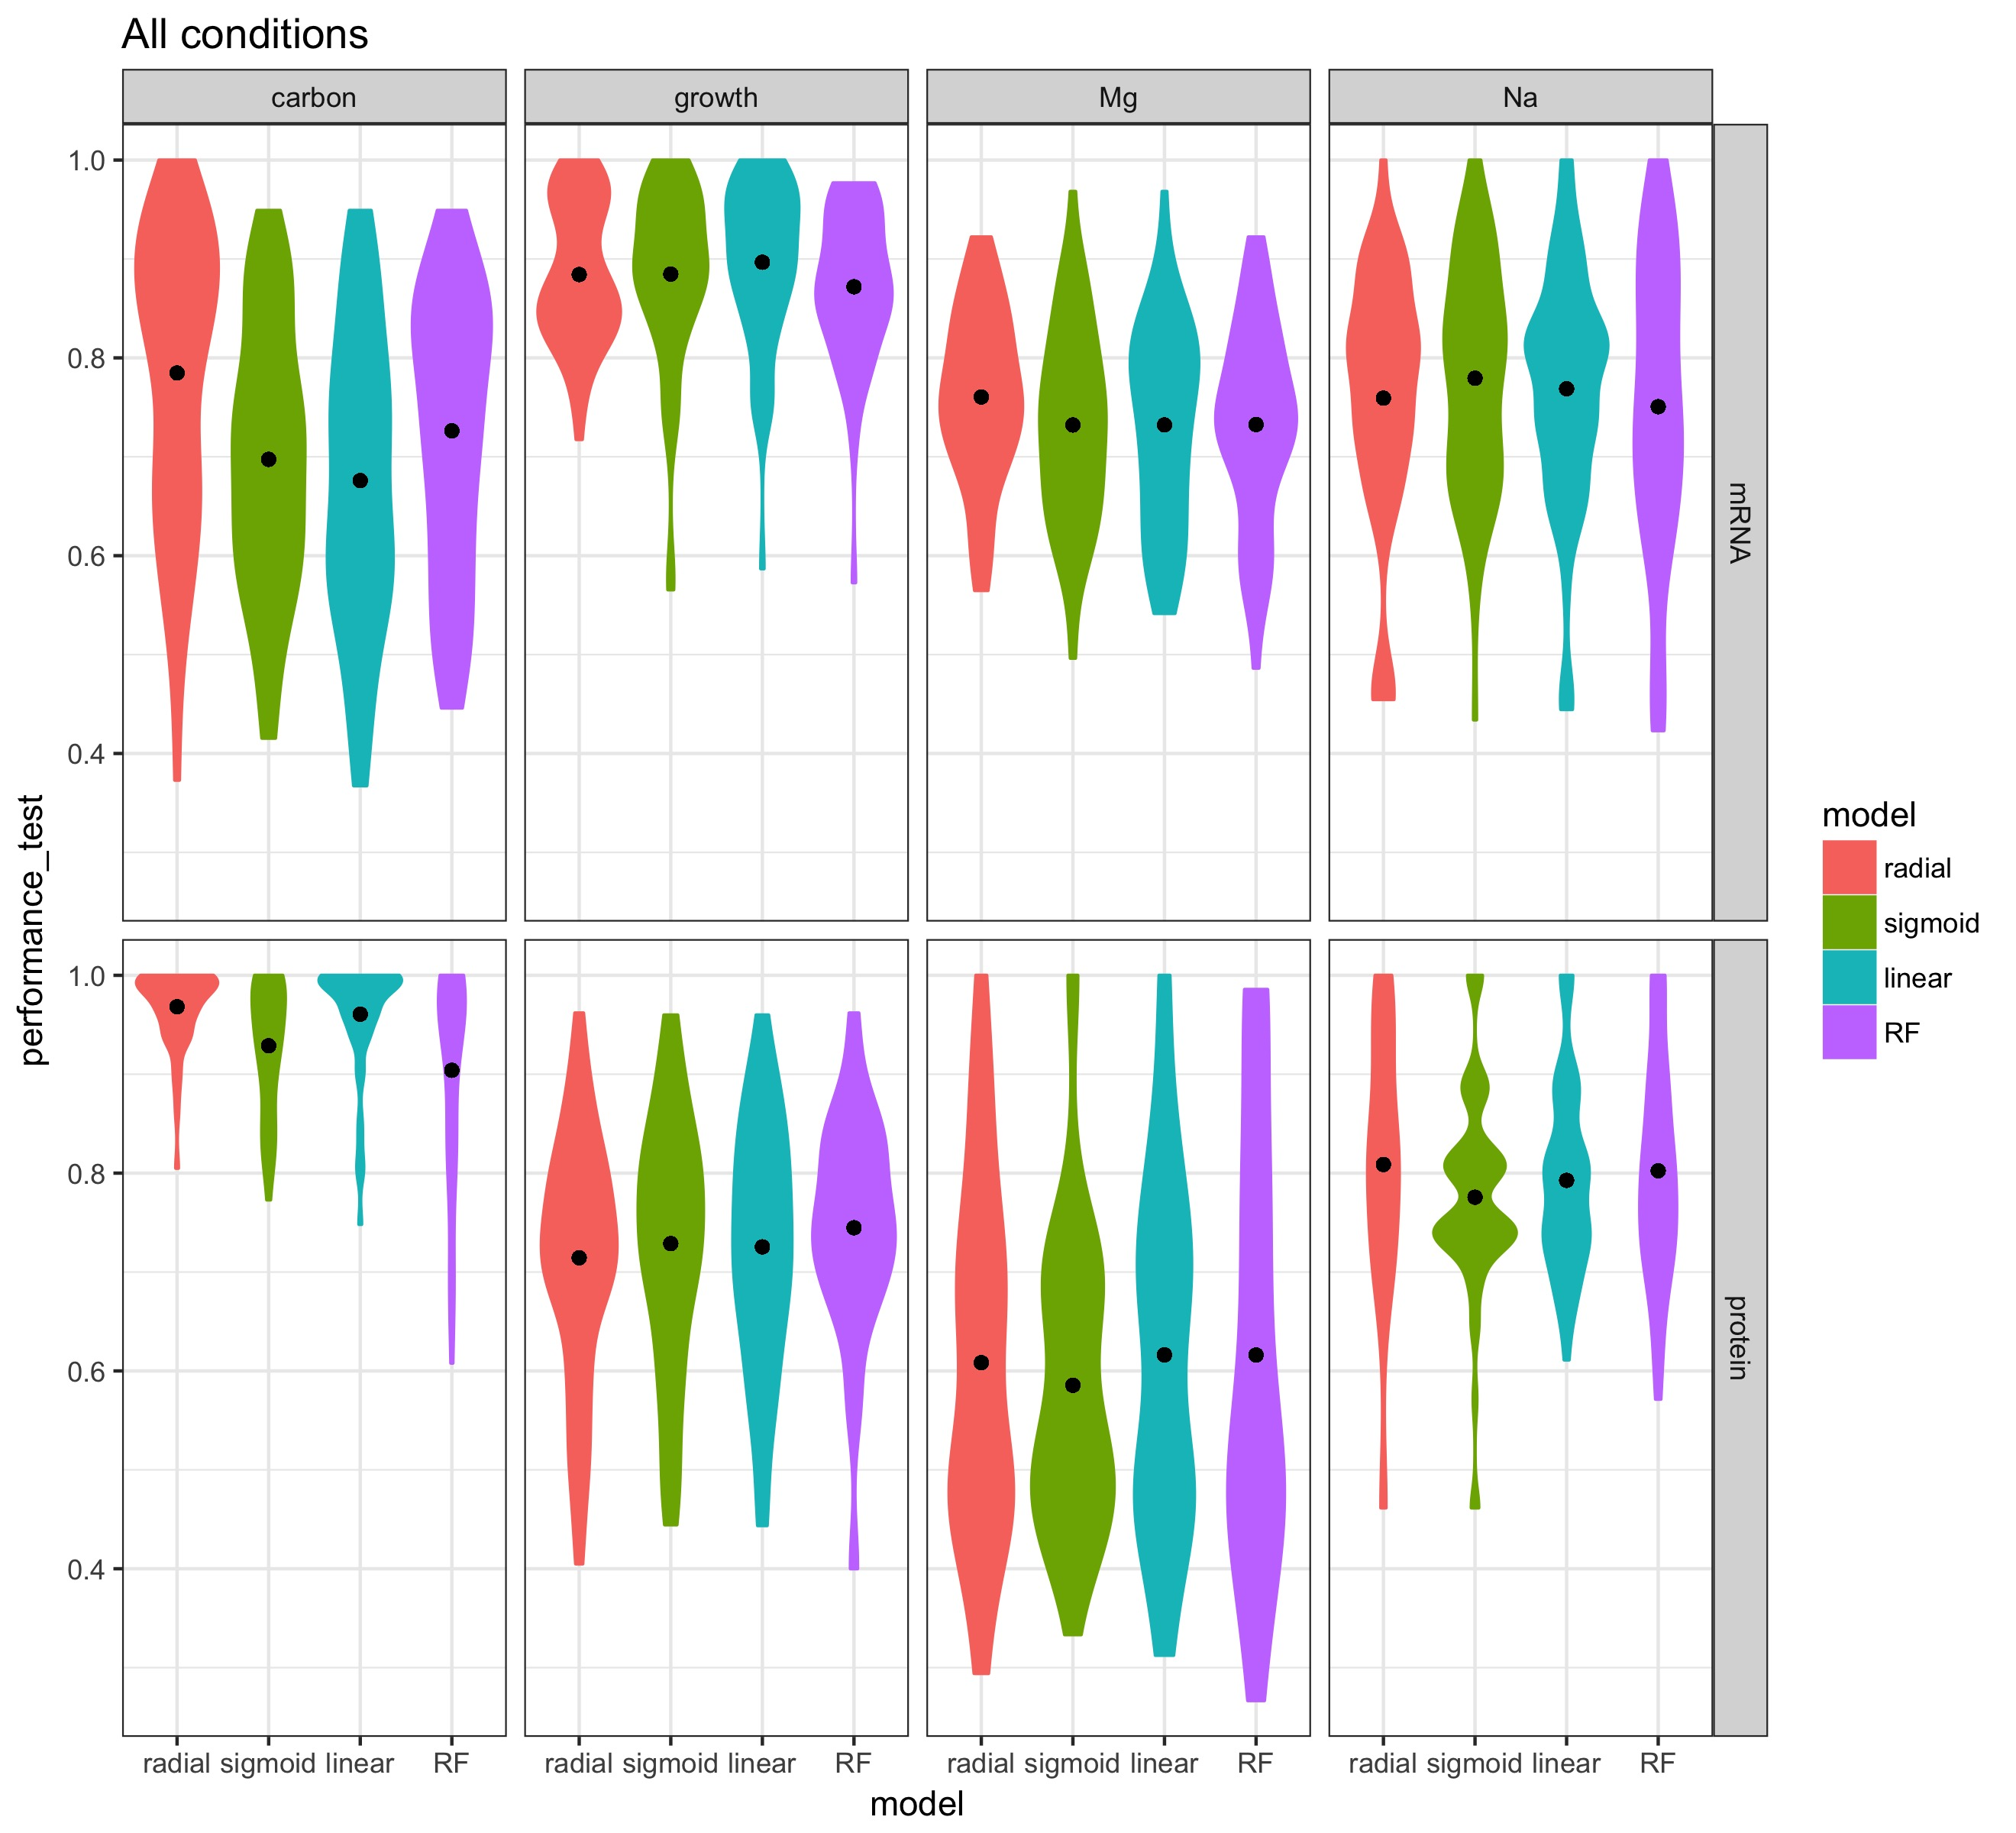 All conditions
carbon growth Mg Na
1.0
0.8
0.6
0.4
mRNA
performance_test
1.0
0.8
0.6
0.4
protein
radial sigmoid linear RF radial sigmoid linear RF radial sigmoid linear RF radial sigmoid linear RF
model
model
radial
sigmoid
linear
RF